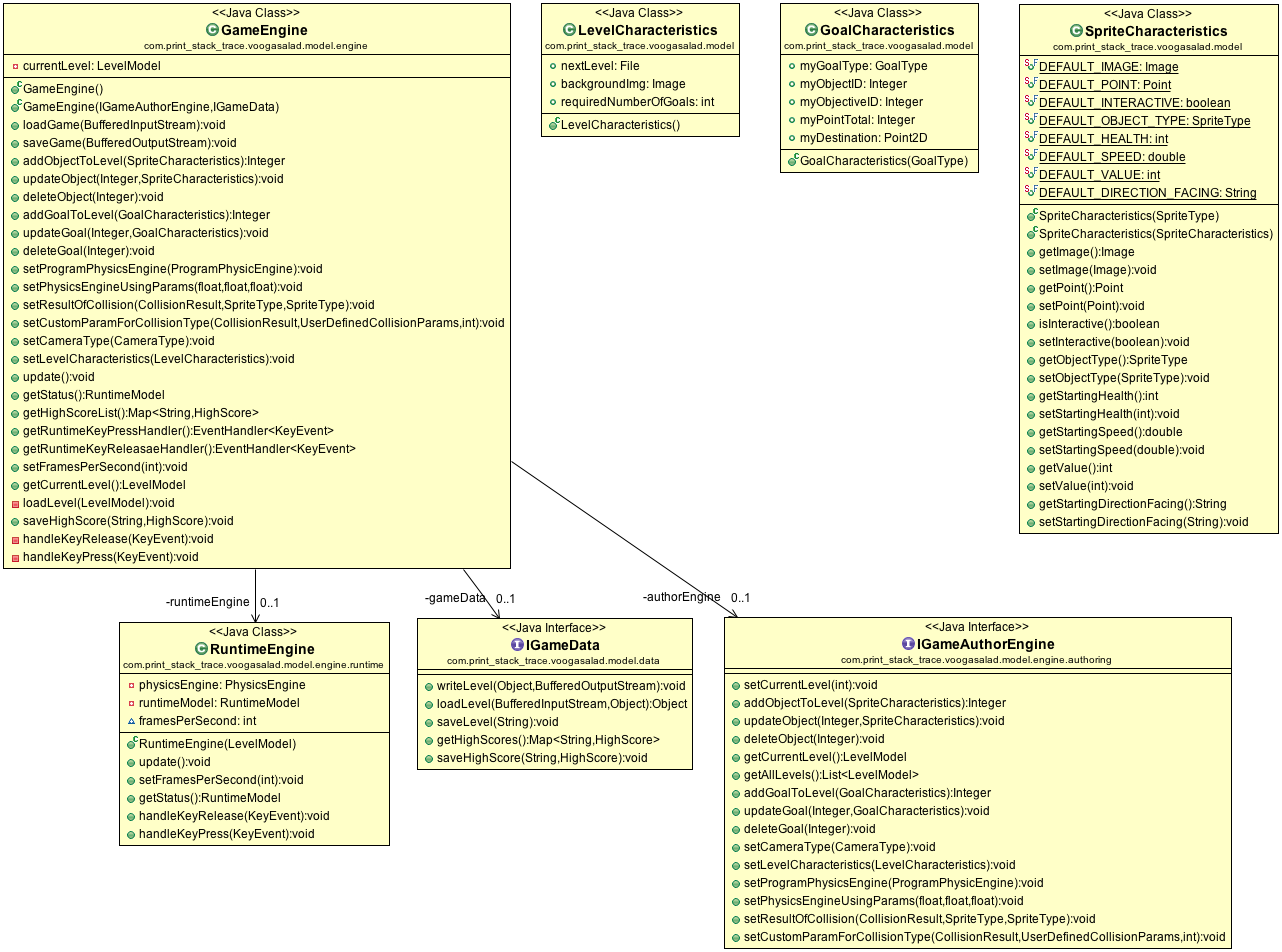 <<Java Class>>
GameEngine
com.print_stack_trace.voogasalad.model.engine
currentLevel: LevelModel
GameEngine()
GameEngine(IGameAuthorEngine,IGameData)
loadGame(BufferedInputStream):void
saveGame(BufferedOutputStream):void
addObjectToLevel(SpriteCharacteristics):Integer
updateObject(Integer,SpriteCharacteristics):void
deleteObject(Integer):void
addGoalToLevel(GoalCharacteristics):Integer
updateGoal(Integer,GoalCharacteristics):void
deleteGoal(Integer):void
setProgramPhysicsEngine(ProgramPhysicEngine):void
setPhysicsEngineUsingParams(float,float,float):void
setResultOfCollision(CollisionResult,SpriteType,SpriteType):void
setCustomParamForCollisionType(CollisionResult,UserDefinedCollisionParams,int):void
setCameraType(CameraType):void
setLevelCharacteristics(LevelCharacteristics):void
update():void
getStatus():RuntimeModel
getHighScoreList():Map<String,HighScore>
getRuntimeKeyPressHandler():EventHandler<KeyEvent>
getRuntimeKeyReleasaeHandler():EventHandler<KeyEvent>
setFramesPerSecond(int):void
getCurrentLevel():LevelModel
loadLevel(LevelModel):void
saveHighScore(String,HighScore):void
handleKeyRelease(KeyEvent):void
handleKeyPress(KeyEvent):void
<<Java Class>>
LevelCharacteristics
com.print_stack_trace.voogasalad.model
nextLevel: File
backgroundImg: Image
requiredNumberOfGoals: int
LevelCharacteristics()
<<Java Class>>
GoalCharacteristics
com.print_stack_trace.voogasalad.model
myGoalType: GoalType
myObjectID: Integer
myObjectiveID: Integer
myPointTotal: Integer
myDestination: Point2D
GoalCharacteristics(GoalType)
<<Java Class>>
SpriteCharacteristics
com.print_stack_trace.voogasalad.model
DEFAULT_IMAGE: Image
DEFAULT_POINT: Point
DEFAULT_INTERACTIVE: boolean
DEFAULT_OBJECT_TYPE: SpriteType
DEFAULT_HEALTH: int
DEFAULT_SPEED: double
DEFAULT_VALUE: int
DEFAULT_DIRECTION_FACING: String
SpriteCharacteristics(SpriteType)
SpriteCharacteristics(SpriteCharacteristics)
getImage():Image
setImage(Image):void
getPoint():Point
setPoint(Point):void
isInteractive():boolean
setInteractive(boolean):void
getObjectType():SpriteType
setObjectType(SpriteType):void
getStartingHealth():int
setStartingHealth(int):void
getStartingSpeed():double
setStartingSpeed(double):void
getValue():int
setValue(int):void
getStartingDirectionFacing():String
setStartingDirectionFacing(String):void
-runtimeEngine 0..1
-gameData 0..1
-authorEngine 0..1
<<Java Class>>
RuntimeEngine
com.print_stack_trace.voogasalad.model.engine.runtime
physicsEngine: PhysicsEngine
runtimeModel: RuntimeModel
framesPerSecond: int
RuntimeEngine(LevelModel)
update():void
setFramesPerSecond(int):void
getStatus():RuntimeModel
handleKeyRelease(KeyEvent):void
handleKeyPress(KeyEvent):void
<<Java Interface>>
IGameData
com.print_stack_trace.voogasalad.model.data
writeLevel(Object,BufferedOutputStream):void
loadLevel(BufferedInputStream,Object):Object
saveLevel(String):void
getHighScores():Map<String,HighScore>
saveHighScore(String,HighScore):void
<<Java Interface>>
IGameAuthorEngine
com.print_stack_trace.voogasalad.model.engine.authoring
setCurrentLevel(int):void
addObjectToLevel(SpriteCharacteristics):Integer
updateObject(Integer,SpriteCharacteristics):void
deleteObject(Integer):void
getCurrentLevel():LevelModel
getAllLevels():List<LevelModel>
addGoalToLevel(GoalCharacteristics):Integer
updateGoal(Integer,GoalCharacteristics):void
deleteGoal(Integer):void
setCameraType(CameraType):void
setLevelCharacteristics(LevelCharacteristics):void
setProgramPhysicsEngine(ProgramPhysicEngine):void
setPhysicsEngineUsingParams(float,float,float):void
setResultOfCollision(CollisionResult,SpriteType,SpriteType):void
setCustomParamForCollisionType(CollisionResult,UserDefinedCollisionParams,int):void